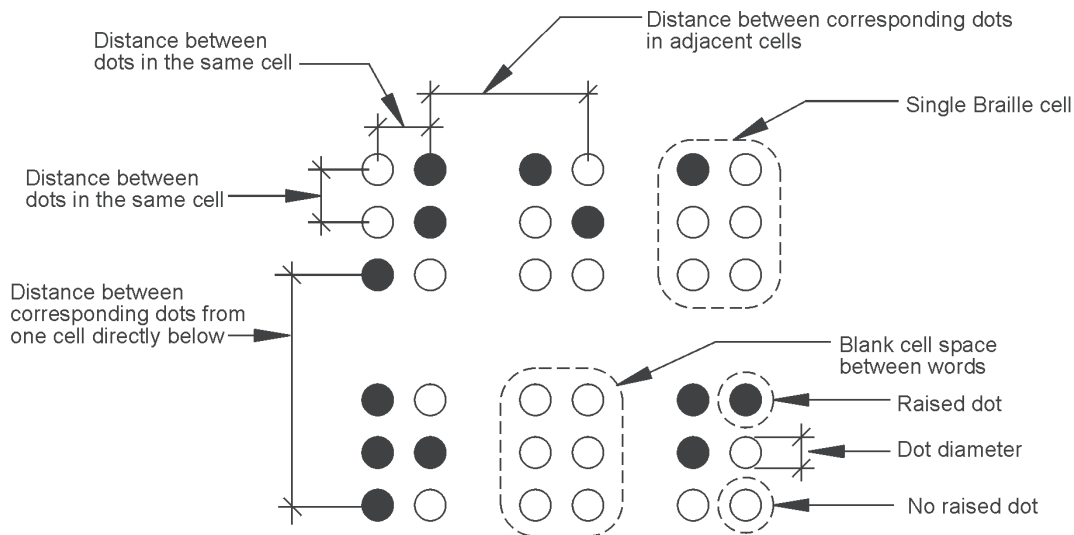 Distance between
dots in the same cell
Distance between corresponding dots
in adjacent cells
Single Braille cell
Distance between
dots in the same cell
Distance between
corresponding dots from
one cell directly below
Blank cell space
between words
Raised dot
Dot diameter
No raised dot